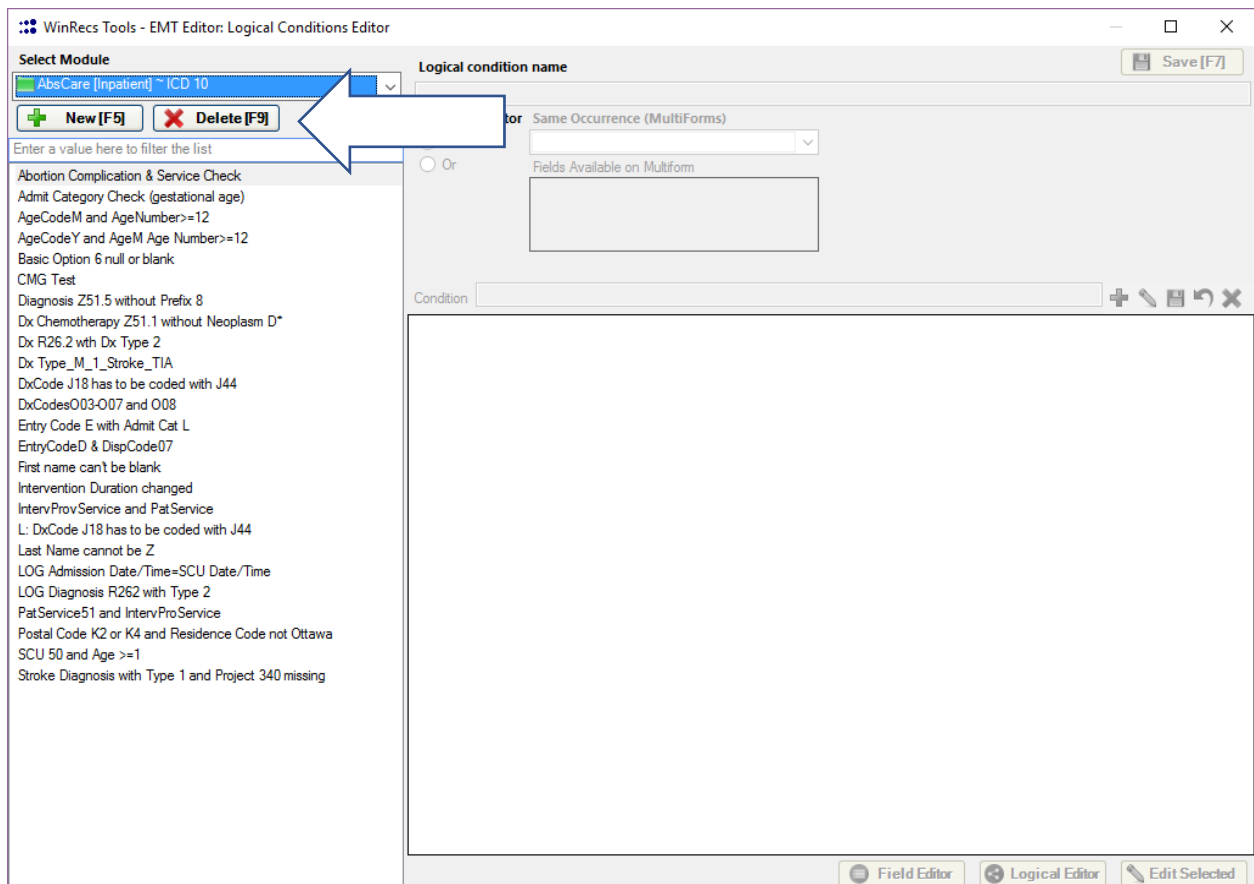 WinRecs Tools - EMT Editor: Logical Conditions Editor
Select Module
AbsCare [Inpatient] ~ ICD 10
New [F5]
Delete [F9]
Enter a value here to filter the list
Abortion Complication & Service Check
Admit Category Check (gestational age)
AgeCodeM and AgeNumber>=12
AgeCodeY and AgeM Age Number>=12
Basic Option 6 null or blank
CMG Test
Diagnosis Z51.5 without Prefix 8
Dx Chemotherapy Z51.1 without Neoplasm D*
Dx R26.2 wth Dx Type 2
Dx Type_M_1_Stroke_TIA
DxCode J18 has to be coded with J44
DxCodesO03-O07 and O08
Entry Code E with Admit Cat L
EntryCodeD & DispCode07
First name can't be blank
Intervention Duration changed
IntervProvService and PatService
L: DxCode J18 has to be coded with J44
Last Name cannot be Z
LOG Admission Date/Time=SCU Date/Time
LOG Diagnosis R262 with Type 2
PatService51 and IntervProService
Postal Code K2 or K4 and Residence Code not Ottawa
SCU 50 and Age >=1
Stroke Diagnosis with Type 1 and Project 340 missing
Logical condition name
Save [F7]
tor
Same Occurrence (MultiForms)
Or
Fields Available on Multiform
Condition
Field Editor
Logical Editor
Edit Selected